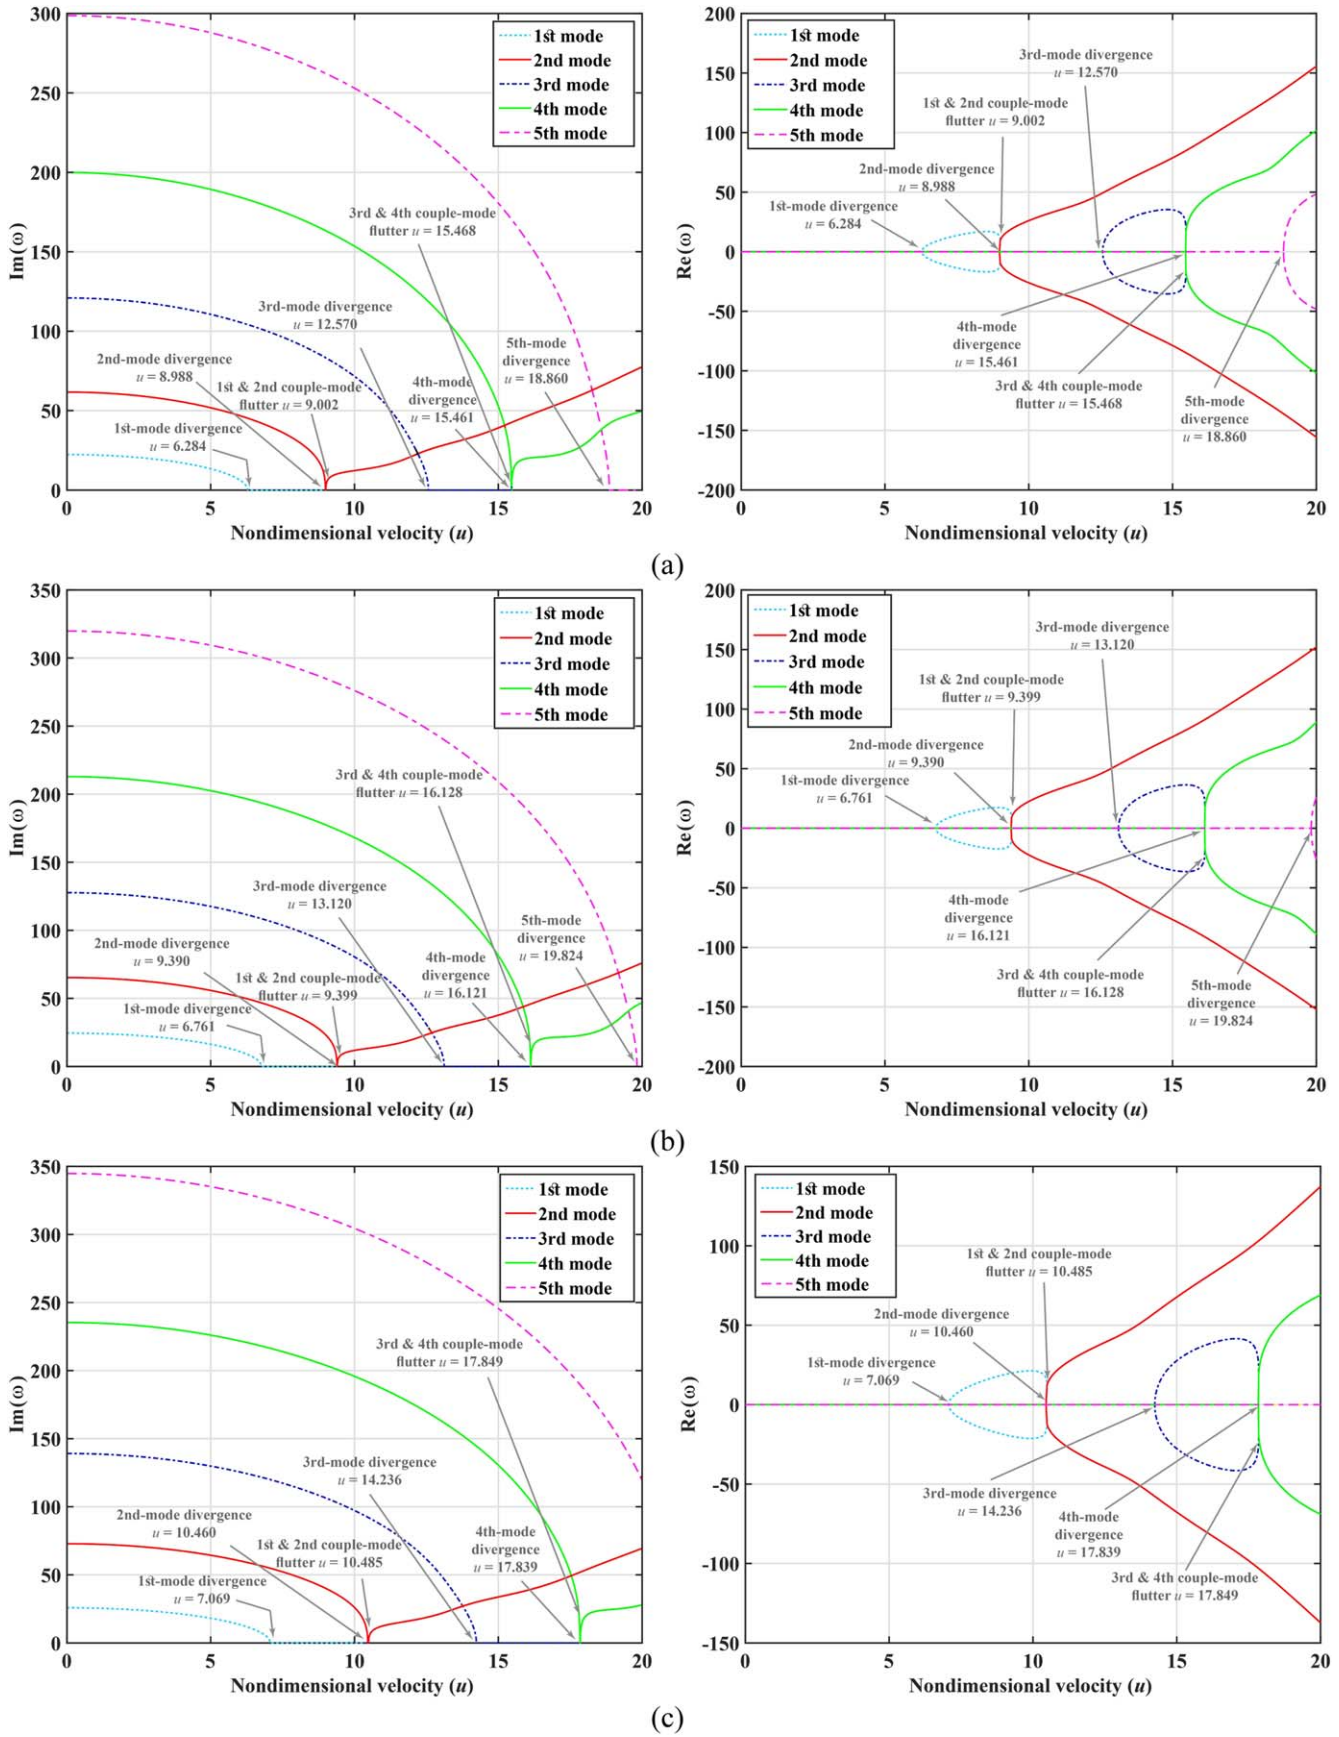 300
250
200
150
100
50
0
0
5
10
15
20
Im(ω)
Nondimensional velocity (u)
1st mode
2nd mode
3rd mode
4th mode
5th mode
3rd & 4th couple-mode
flutter u = 15.468
3rd-mode divergence
u = 12.570
2nd-mode divergence
u = 8.988
1st & 2nd couple-mode
flutter u = 9.002
1st-mode divergence
u = 6.284
4th-mode
divergence
u = 15.461
5th-mode
divergence
u = 18.860
200
150
100
50
0
-50
-100
-150
-200
0
5
10
15
20
Re(ω)
Nondimensional velocity (u)
1st mode
2nd mode
3rd mode
4th mode
5th mode
3rd-mode divergence
u = 12.570
1st & 2nd couple-mode
flutter u = 9.002
2nd-mode divergence
u = 8.988
1st-mode divergence
u = 6.284
4th-mode
divergence
u = 15.461
3rd & 4th couple-mode
flutter u = 15.468
5th-mode
divergence
u = 18.860
(a)
350
300
250
200
150
100
50
0
0
5
10
15
20
Im(ω)
Nondimensional velocity (u)
1st mode
2nd mode
3rd mode
4th mode
5th mode
3rd & 4th couple-mode
flutter u = 16.128
3rd-mode divergence
u = 13.120
2nd-mode divergence
u = 9.390
1st & 2nd couple-mode
flutter u = 9.399
1st-mode divergence
u = 6.761
4th-mode
divergence
u = 16.121
5th-mode
divergence
u = 19.824
200
150
100
50
0
-50
-100
-150
-200
0
5
10
15
20
Re(ω)
Nondimensional velocity (u)
1st mode
2nd mode
3rd mode
4th mode
5th mode
3rd-mode divergence
u = 13.120
1st & 2nd couple-mode
flutter u = 9.399
2nd-mode divergence
u = 9.390
1st-mode divergence
u = 6.761
4th-mode
divergence
u = 16.121
3rd & 4th couple-mode
flutter u = 16.128
5th-mode
divergence
u = 19.824
(b)
350
300
250
200
150
100
50
0
0
5
10
15
20
Im(ω)
Nondimensional velocity (u)
1st mode
2nd mode
3rd mode
4th mode
5th mode
3rd & 4th couple-mode
flutter u = 17.849
3rd-mode divergence
u = 14.236
2nd-mode divergence
u = 10.460
1st & 2nd couple-mode
flutter u = 10.485
1st-mode divergence
u = 7.069
4th-mode
divergence
u = 17.839
150
100
50
0
-50
-100
-150
0
5
10
15
20
Re(ω)
Nondimensional velocity (u)
1st mode
2nd mode
3rd mode
4th mode
5th mode
1st & 2nd couple-mode
flutter u = 10.485
2nd-mode divergence
u = 10.460
1st-mode divergence
u = 7.069
3rd-mode divergence
u = 14.236
4th-mode
divergence
u = 17.839
3rd & 4th couple-mode
flutter u = 17.849
(c)